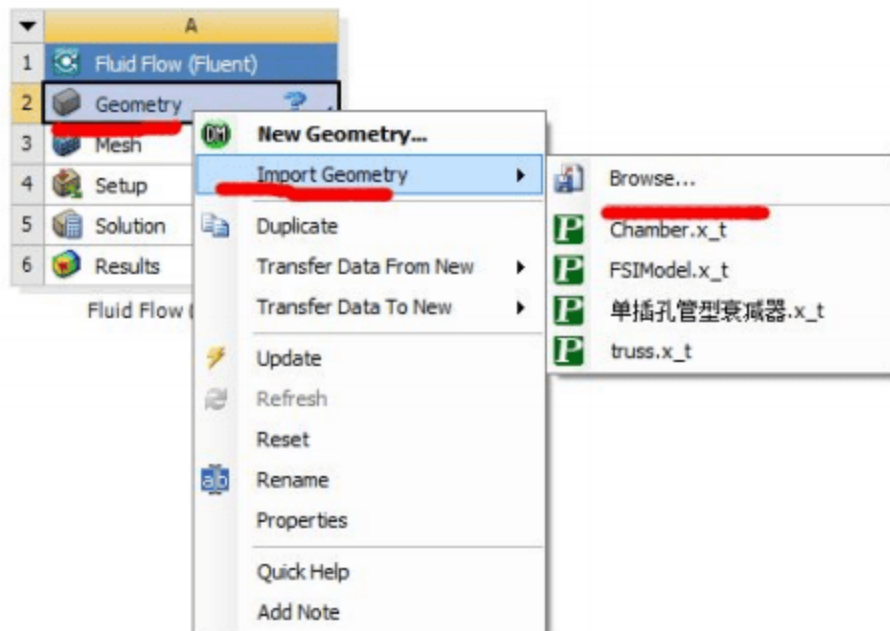 A
1 Fluid Flow (Fluent)
2 Geometry ?
3 Mesh
4 Setup
5 Solution
6 Results
Fluid Flow (
DM New Geometry...
Import Geometry
Duplicate
Transfer Data From New
Transfer Data To New
Update
Refresh
Reset
ab Rename
Properties
Quick Help
Add Note
Browse...
P Chamber.x_t
P FSIModel.x_t
P 单插孔管型衰减器.x_t
P truss.x_t